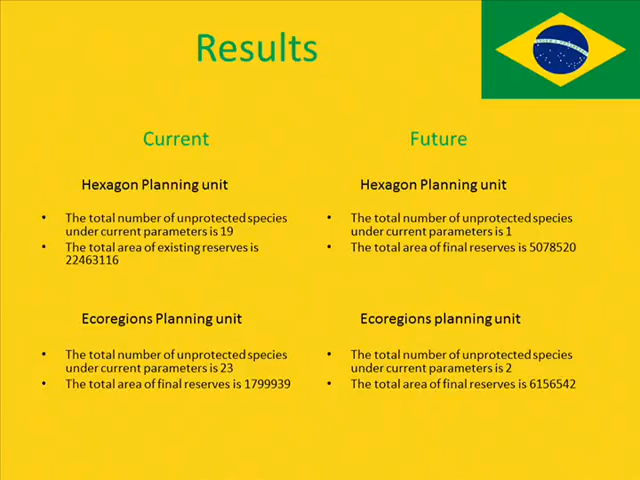 Results
Current
Hexagon Planning unit
• The total number of unprotected species
under current parameters is 19
• The total area of existing reserves is
22463116
Ecoregions Planning unit
• The total number of unprotected species
under current parameters is 23
• The total area of final reserves is 1799939
Future
Hexagon Planning unit
• The total number of unprotected species
under current parameters is 1
• The total area of final reserves is 5078520
Ecoregions planning unit
• The total number of unprotected species
under current parameters is 2
• The total area of final reserves is 6156542